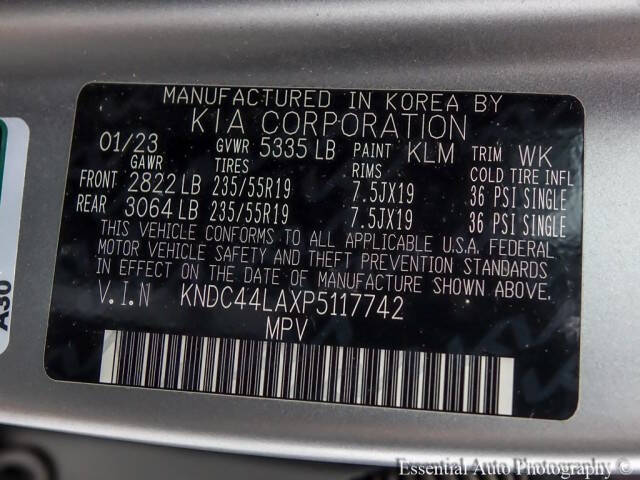 MANUFACTURED IN KOREA BY
KIA CORPORATION
01/23 GVWR 5335 LB PAINT KLM TRIM WK
GAWR TIRES RIMS COLD TIRE INFL
FRONT 2822 LB 235/55R19 7.5JX19 36 PSI SINGLE
REAR 3064 LB 235/55R19 7.5JX19 36 PSI SINGLE
THIS VEHICLE CONFORMS TO ALL APPLICABLE U.S.A. FEDERAL
MOTOR VEHICLE SAFETY AND THEFT PREVENTION STANDARDS
IN EFFECT ON THE DATE OF MANUFACTURE SHOWN ABOVE.
V.I.N KNDC44LAXP5117742
MPV
A30
Essential Auto Photography ©